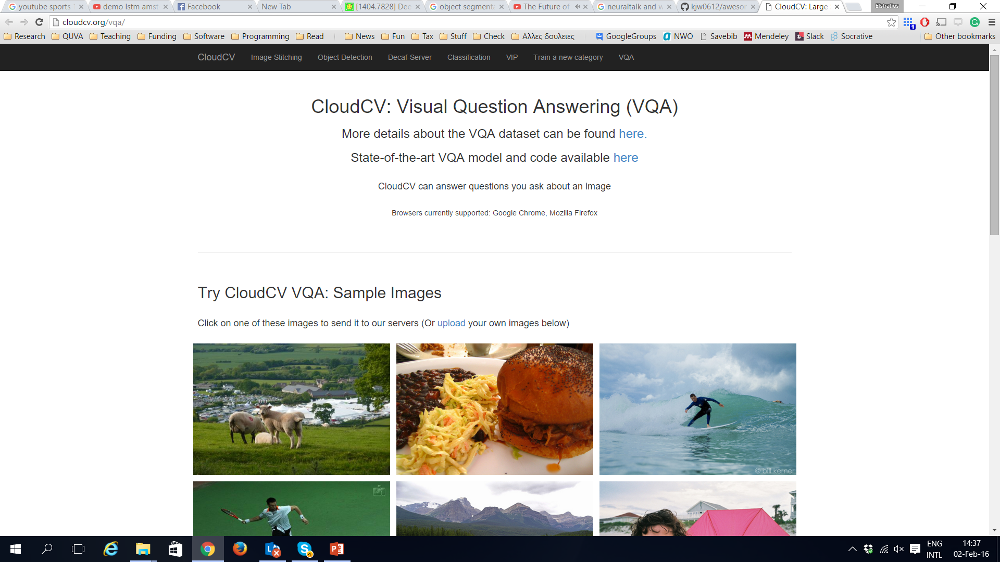 youtube sports
demo lstm amst
Facebook
New Tab
[1404.7828] Dee
object segmenta
The Future of
neuraltalk and w
kjw0612/awesom
CloudCV: Large
Efstratios
cloudcv.org/vqa/
1
Research QUVA Teaching Funding Software Programming Read News Fun Tax Stuff Check Αλλες δουλειες GoogleGroups NWO Savebib Mendeley Slack Socrative Other bookmarks
CloudCV Image Stitching Object Detection Decaf-Server Classification VIP Train a new category VQA
CloudCV: Visual Question Answering (VQA)
More details about the VQA dataset can be found here.
State-of-the-art VQA model and code available here
CloudCV can answer questions you ask about an image
Browsers currently supported: Google Chrome, Mozilla Firefox
Try CloudCV VQA: Sample Images
Click on one of these images to send it to our servers (Or upload your own images below)
© bill kerner
4
ENG
INTL
14:37
02-Feb-16